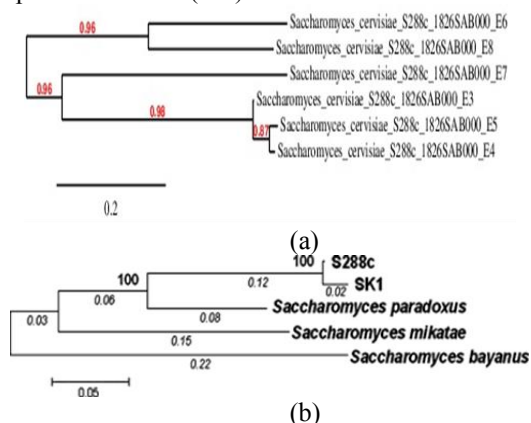 0.96
Saccharomyces_cervisiae_S288c_1826SAB000_E6
Saccharomyces_cervisiae_S288c_1826SAB000_E8
0.96
Saccharomyces_cervisiae_S288c_1826SAB000_E7
0.98
Saccharomyces_cervisiae_S288c_1826SAB000_E3
0.87
Saccharomyces_cervisiae_S288c_1826SAB000_E5
Saccharomyces_cervisiae_S288c_1826SAB000_E4
0.2
(a)
100 S288c
0.12
0.02 SK1
100
0.06
0.08 Saccharomyces paradoxus
0.03
0.15 Saccharomyces mikatae
0.22 Saccharomyces bayanus
0.05
(b)